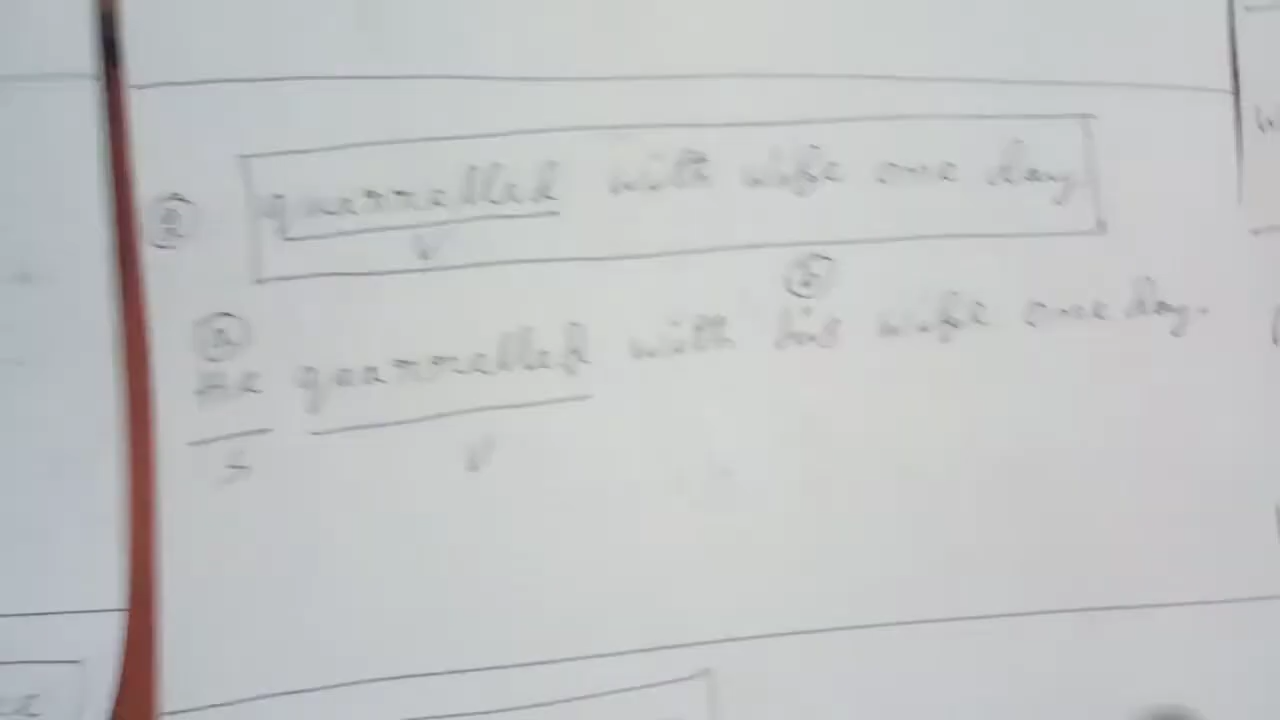 quarrelled with wife one day.
V
He quarrelled with his wife one day.
S V